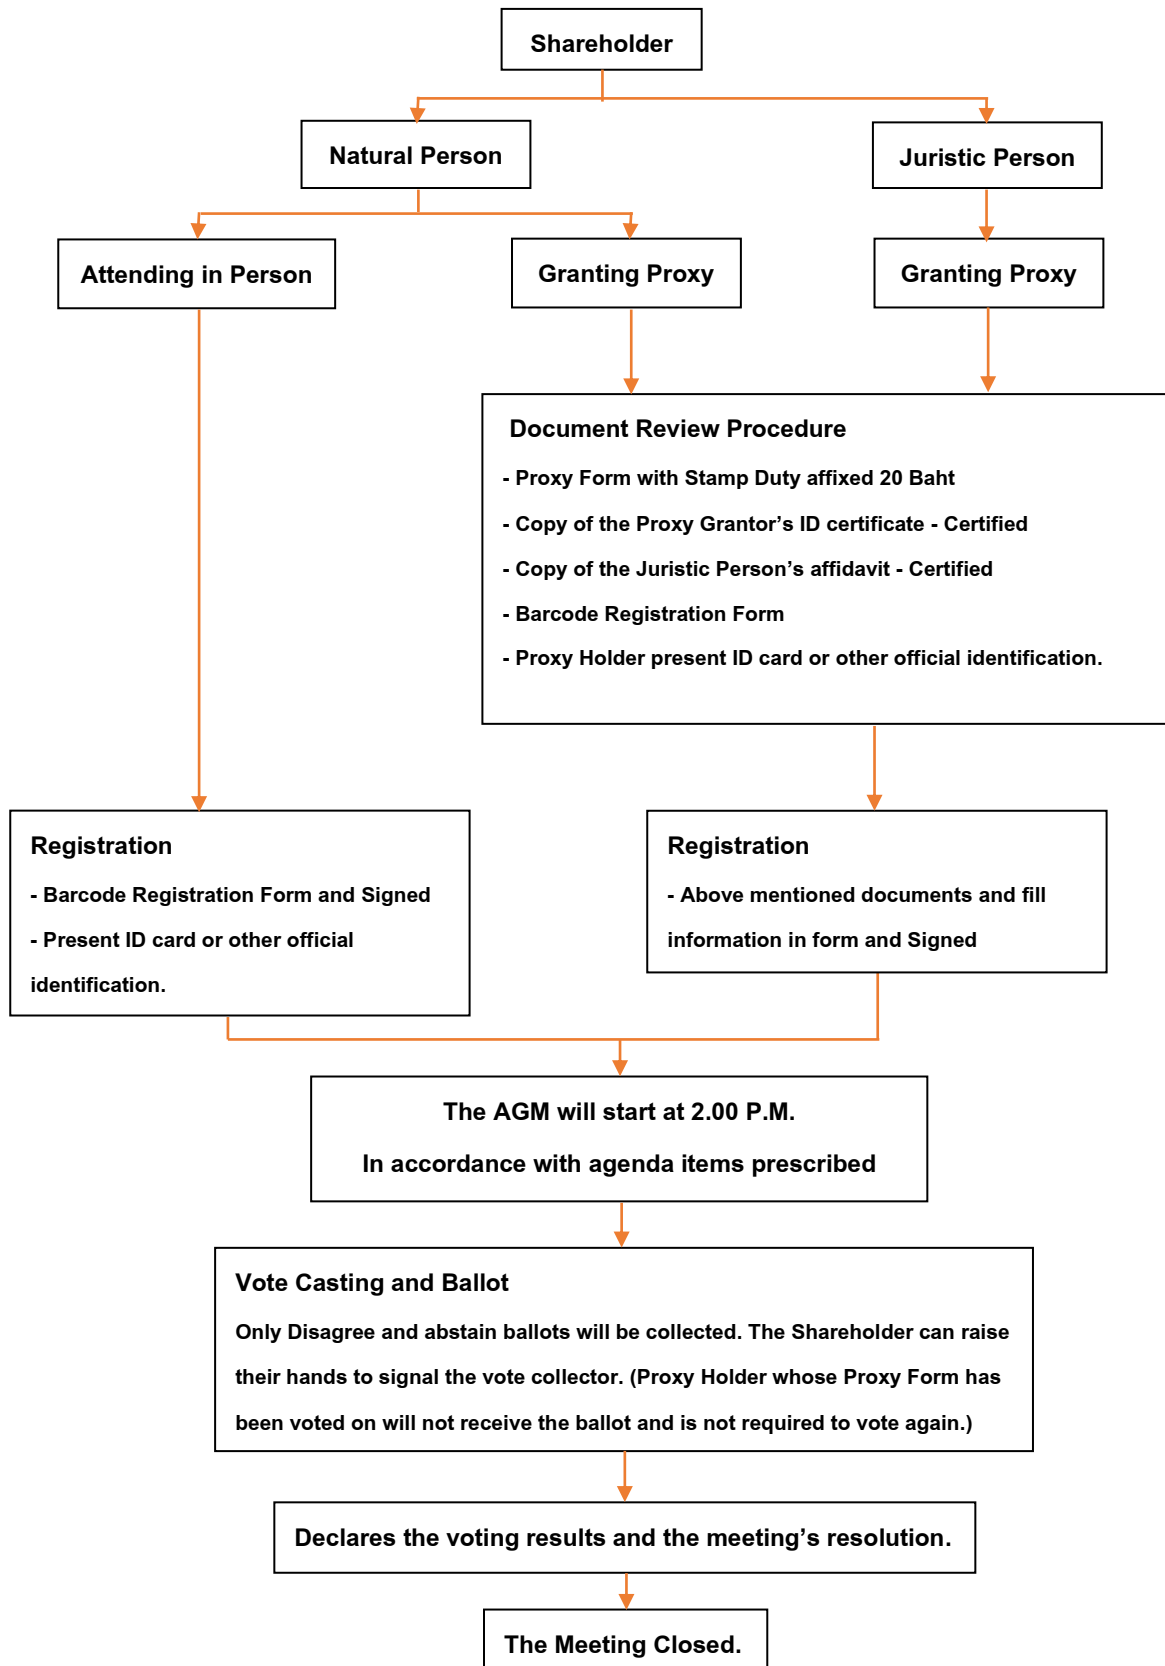 Shareholder
Natural Person
Juristic Person
Attending in Person
Granting Proxy
Granting Proxy
Document Review Procedure
- Proxy Form with Stamp Duty affixed 20 Baht
- Copy of the Proxy Grantor’s ID certificate - Certified
- Copy of the Juristic Person’s affidavit - Certified
- Barcode Registration Form
- Proxy Holder present ID card or other official identification.
Registration
- Barcode Registration Form and Signed
- Present ID card or other official
identification.
Registration
- Above mentioned documents and fill
information in form and Signed
The AGM will start at 2.00 P.M.
In accordance with agenda items prescribed
Vote Casting and Ballot
Only Disagree and abstain ballots will be collected. The Shareholder can raise
their hands to signal the vote collector. (Proxy Holder whose Proxy Form has
been voted on will not receive the ballot and is not required to vote again.)
Declares the voting results and the meeting’s resolution.
The Meeting Closed.